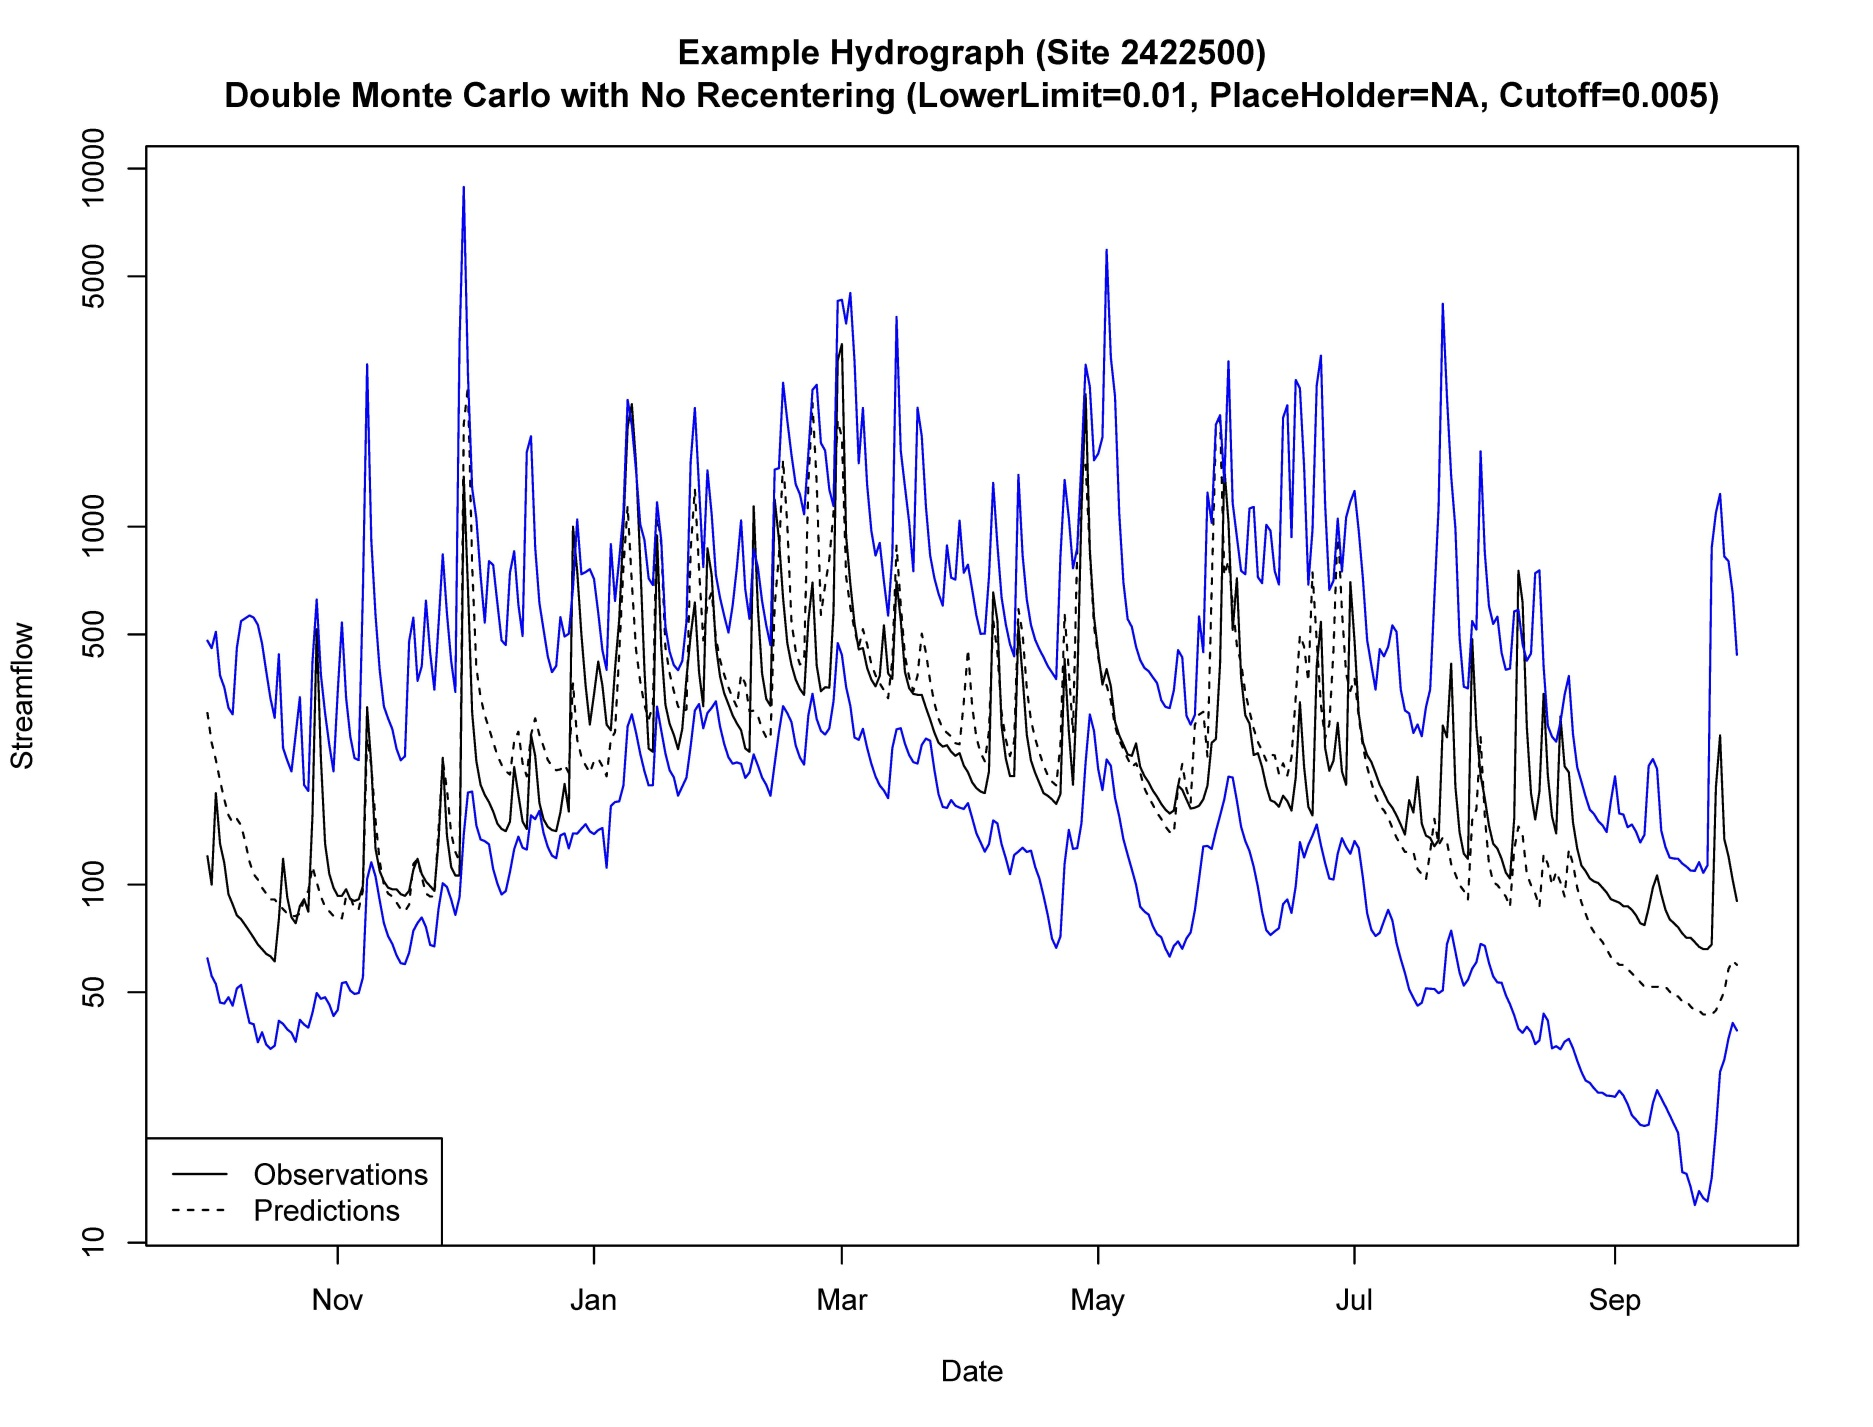 Example Hydrograph (Site 2422500)
Double Monte Carlo with No Recentering (LowerLimit=0.01, PlaceHolder=NA, Cutoff=0.005)
Streamflow
10000
5000
1000
500
100
50
10
Observations
Predictions
Nov
Jan
Mar
May
Jul
Sep
Date